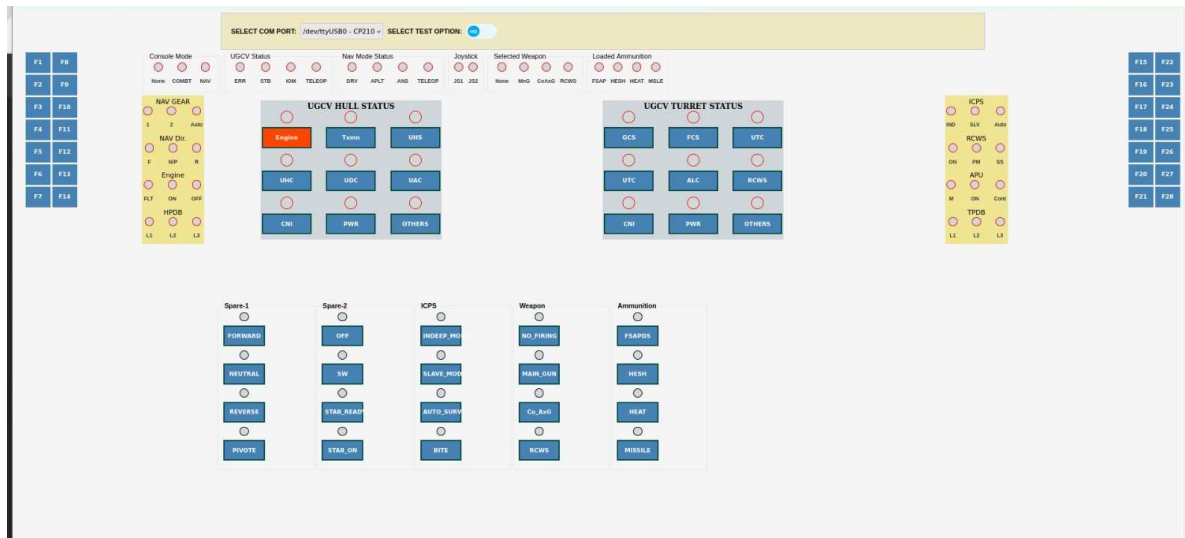 SELECT COM PORT: /dev/ttyUSB0 - CP210 SELECT TEST OPTION:
Console Mode UGCV Status Nav Mode Status Joystick Selected Weapon Loaded Ammunition
None COMBT NAV ERR STB IOM TELEOP DRV APLT ANG TELEOP JS1 JS2 None MnG CoAxG RCWS FSAP HESH HEAT MSLE
F1 F8
F2 F9
F3 F10
F4 F11
F5 F12
F6 F13
F7 F14
NAV GEAR
1 2 Auto
NAV Dir.
F N/P R
Engine
FLT ON OFF
HPDB
L1 L2 L3
UGCV HULL STATUS
Engine Txmn UHS
UHC UDC UAC
CNI PWR OTHERS
UGCV TURRET STATUS
GCS FCS UTC
UTC ALC RCWS
CNI PWR OTHERS
ICPS
IND SLV Auto
RCWS
ON PM SS
APU
M ON Cont
TPDB
L1 L2 L3
F15 F22
F16 F23
F17 F24
F18 F25
F19 F26
F20 F27
F21 F28
Spare-1
FORWARD
NEUTRAL
REVERSE
PIVOTE
Spare-2
OFF
SW
STAB_READY
STAB_ON
ICPS
INDEEP_MO
SLAVE_MOD
AUTO_SURV
BITE
Weapon
NO_FIRING
MAIN_GUN
Co_AxG
RCWS
Ammunition
FSAPDS
HESH
HEAT
MISSILE